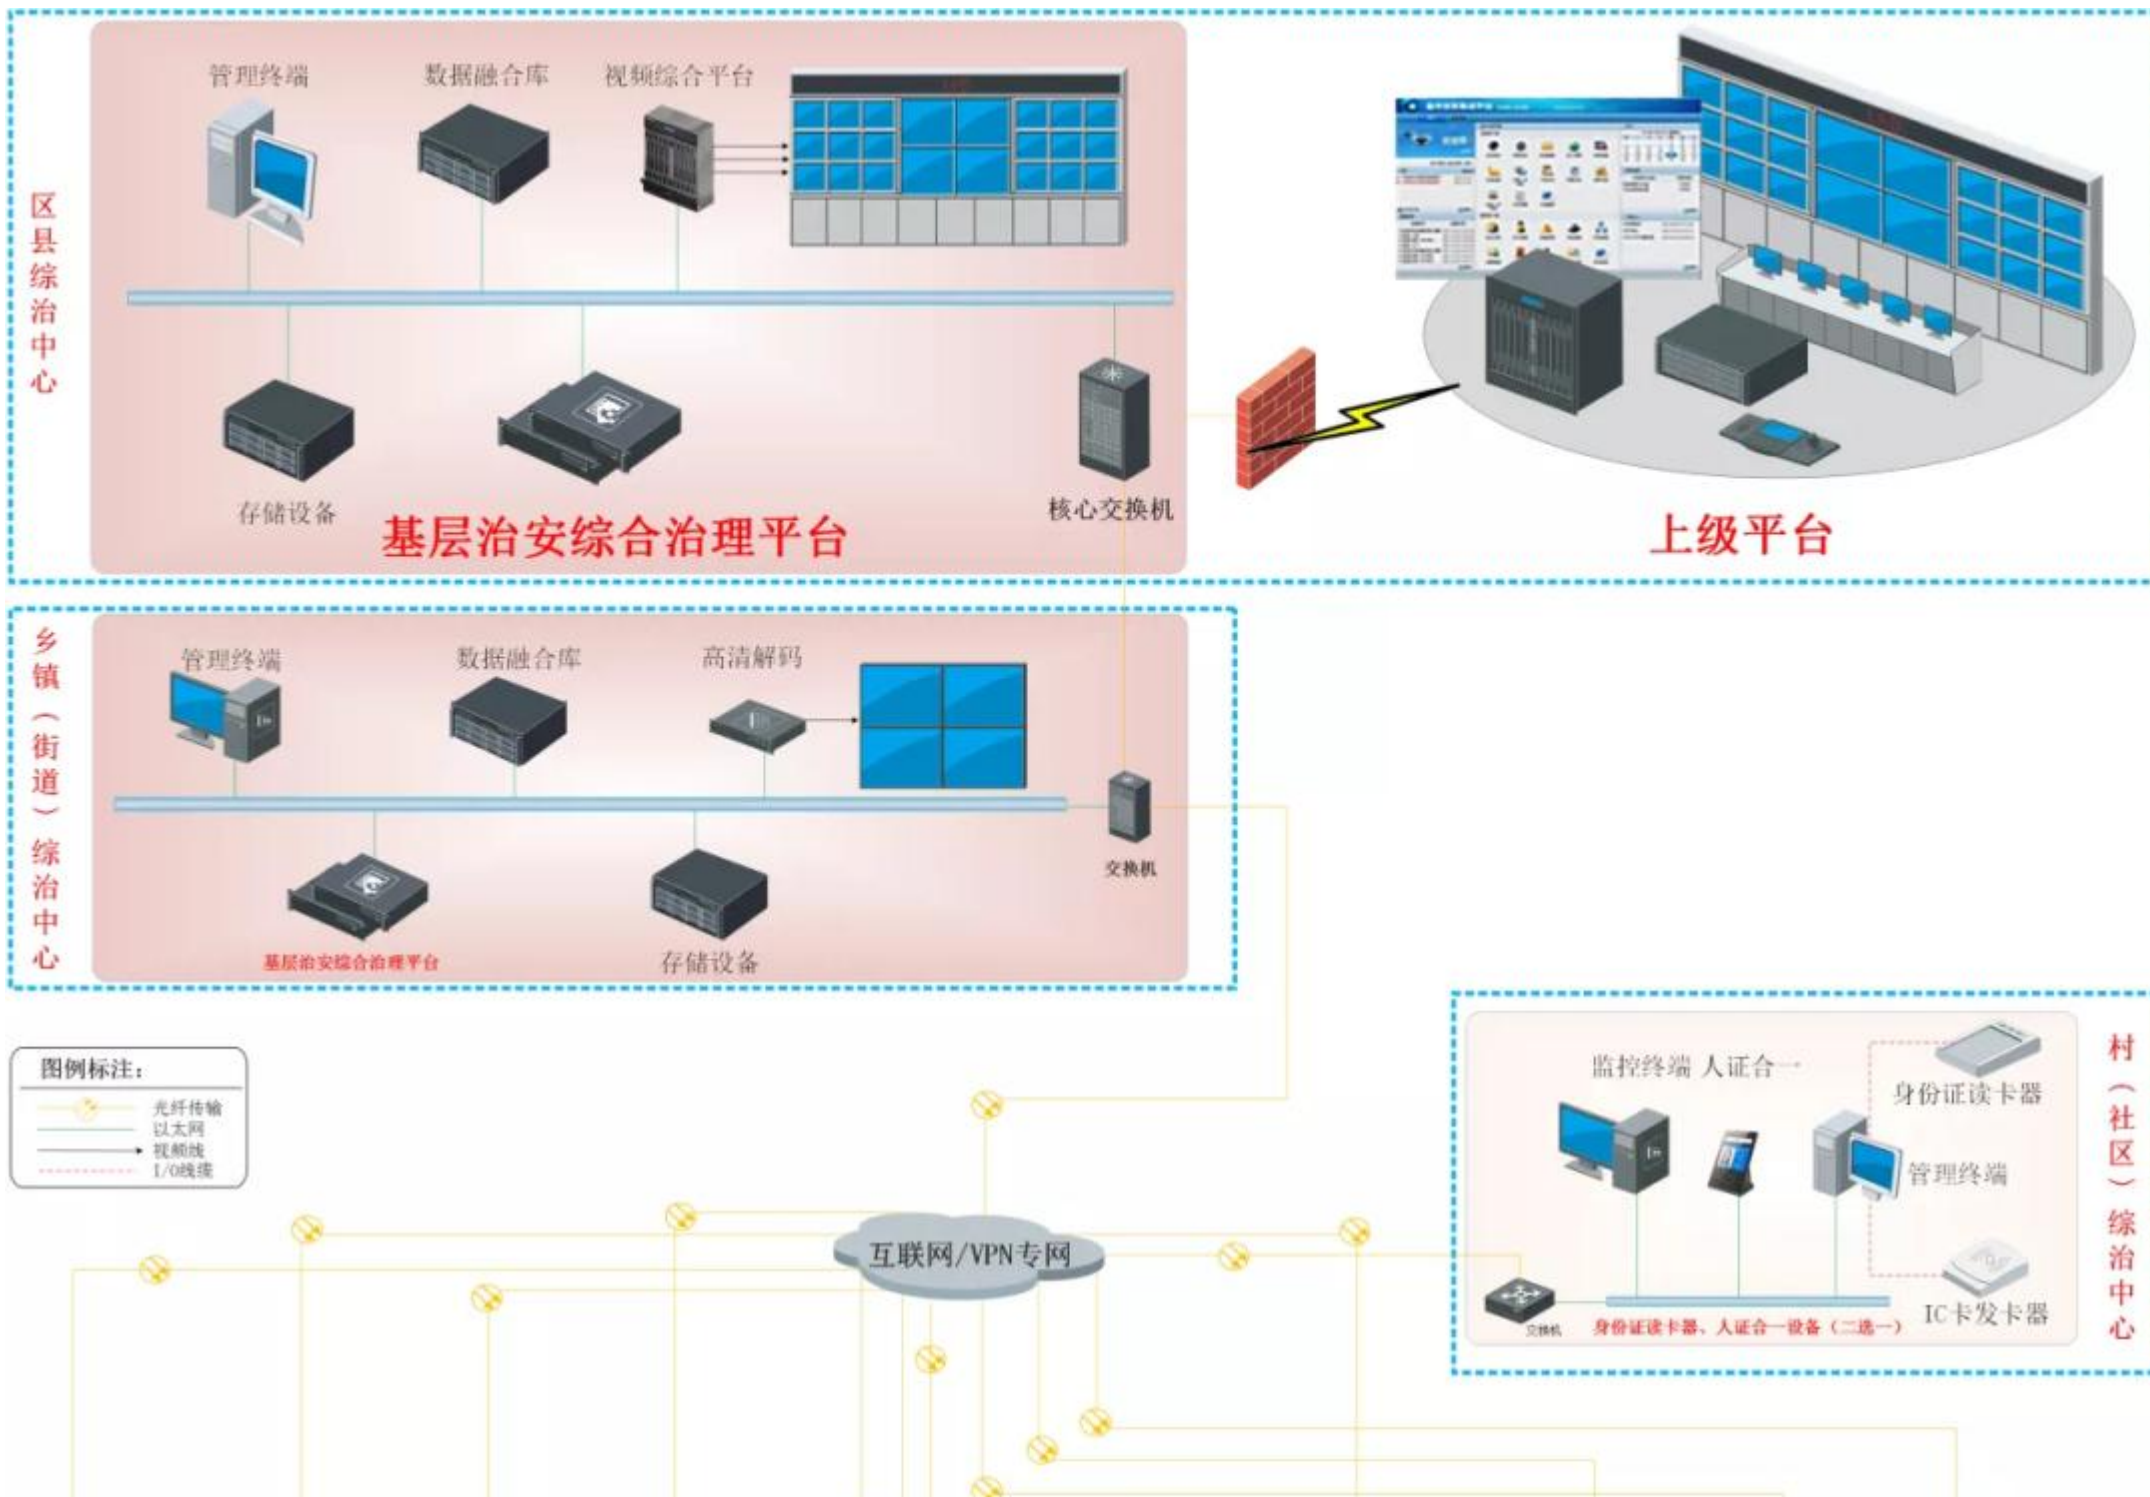 区县综治中心
管理终端
数据融合库
视频综合平台
存储设备
基层治安综合治理平台
核心交换机
上级平台
乡镇（街道）综治中心
管理终端
数据融合库
高清解码
交换机
基层治安综合治理平台
存储设备
图例标注：
光纤传输
以太网
视频线
I/O线缆
互联网/VPN专网
村（社区）综治中心
监控终端 人证合一
身份证读卡器
管理终端
IC卡发卡器
交换机
身份证读卡器、人证合一设备（二选一）